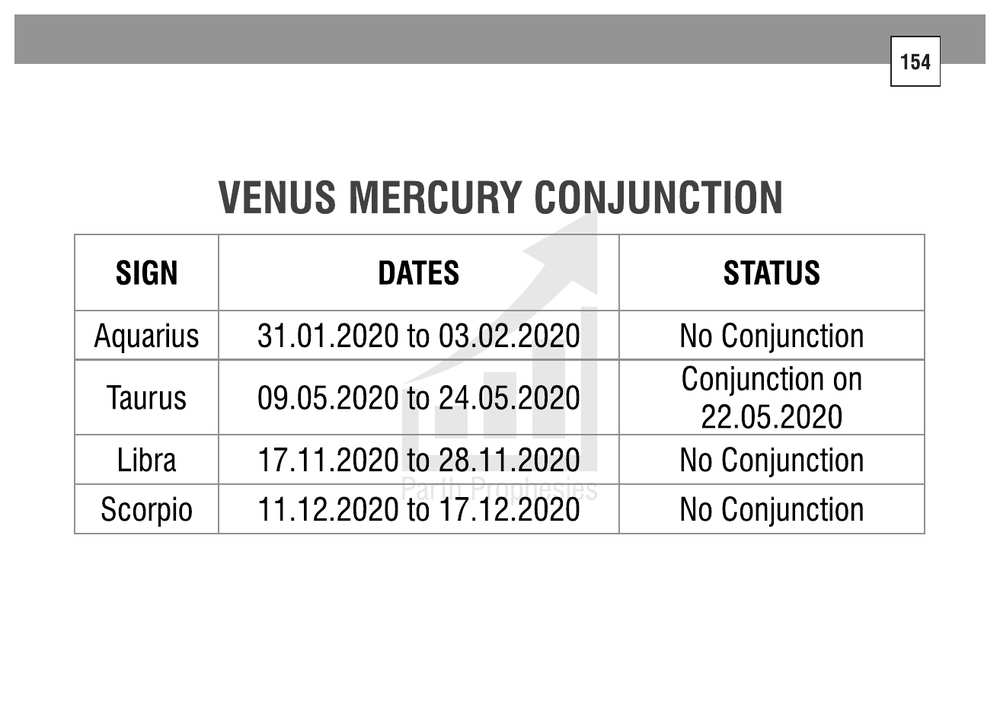 154
VENUS MERCURY CONJUNCTION
SIGN DATES STATUS
Aquarius 31.01.2020 to 03.02.2020 No Conjunction
Taurus 09.05.2020 to 24.05.2020 Conjunction on
22.05.2020
Libra 17.11.2020 to 28.11.2020 No Conjunction
Parth Prophesies
Scorpio 11.12.2020 to 17.12.2020 No Conjunction